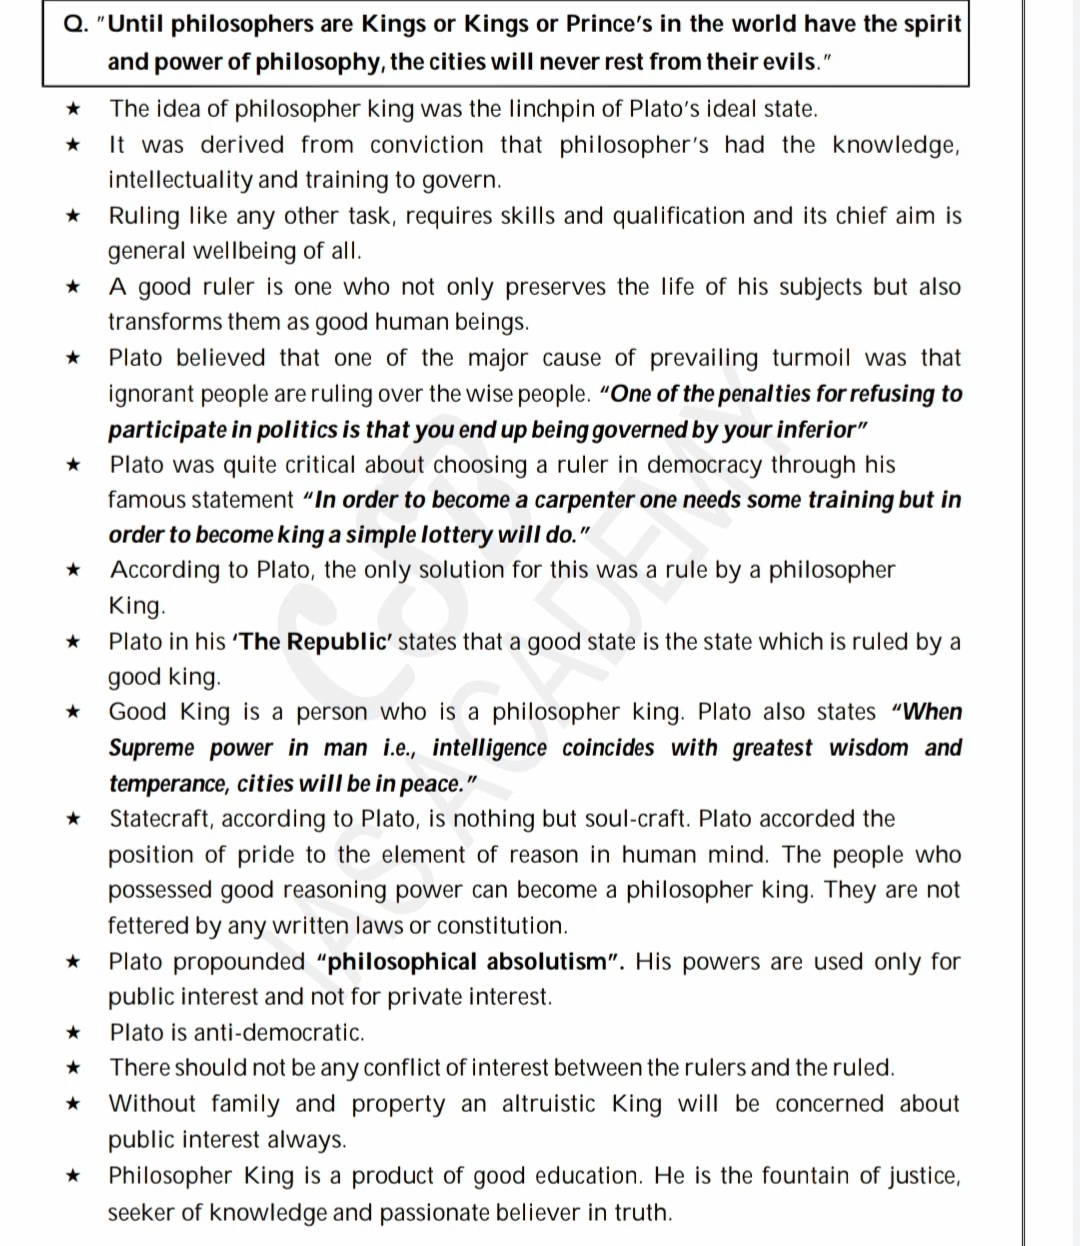 Q. "Until philosophers are Kings or Kings or Prince's in the world have the spirit
and power of philosophy, the cities will never rest from their evils."
★ The idea of philosopher king was the linchpin of Plato's ideal state.
★ It was derived from conviction that philosopher's had the knowledge,
intellectuality and training to govern.
★ Ruling like any other task, requires skills and qualification and its chief aim is
general wellbeing of all.
★ A good ruler is one who not only preserves the life of his subjects but also
transforms them as good human beings.
★ Plato believed that one of the major cause of prevailing turmoil was that
ignorant people are ruling over the wise people. "One of the penalties for refusing to
participate in politics is that you end up being governed by your inferior"
★ Plato was quite critical about choosing a ruler in democracy through his
famous statement "In order to become a carpenter one needs some training but in
order to become king a simple lottery will do."
★ According to Plato, the only solution for this was a rule by a philosopher
King.
★ Plato in his 'The Republic' states that a good state is the state which is ruled by a
good king.
★ Good King is a person who is a philosopher king. Plato also states "When
Supreme power in man i.e., intelligence coincides with greatest wisdom and
temperance, cities will be in peace."
★ Statecraft, according to Plato, is nothing but soul-craft. Plato accorded the
position of pride to the element of reason in human mind. The people who
possessed good reasoning power can become a philosopher king. They are not
fettered by any written laws or constitution.
★ Plato propounded "philosophical absolutism". His powers are used only for
public interest and not for private interest.
★ Plato is anti-democratic.
★ There should not be any conflict of interest between the rulers and the ruled.
★ Without family and property an altruistic King will be concerned about
public interest always.
★ Philosopher King is a product of good education. He is the fountain of justice,
seeker of knowledge and passionate believer in truth.
IAS ACADEMY